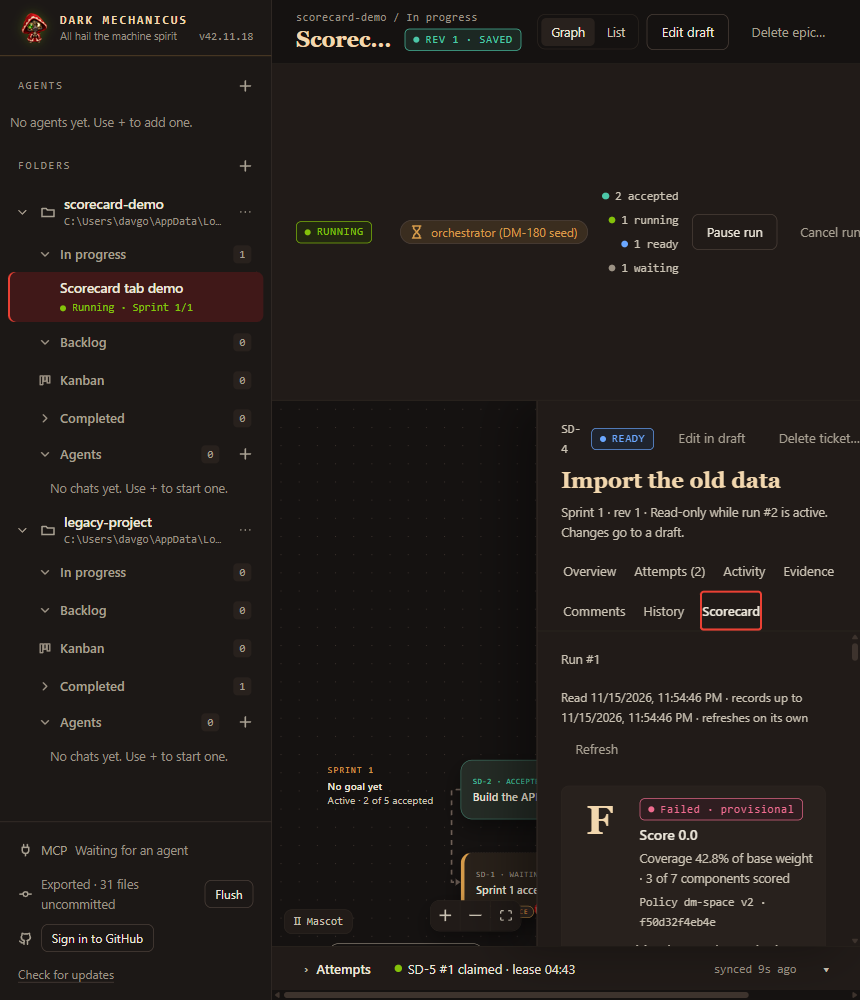 DARK MECHANICUS
All hail the machine spirit v42.11.18
AGENTS
No agents yet. Use + to add one.
FOLDERS
scorecard-demo
C:\Users\davgo\AppData\Lo…
In progress 1
Scorecard tab demo
Running · Sprint 1/1
Backlog 0
Kanban 0
Completed 0
Agents 0
No chats yet. Use + to start one.
legacy-project
C:\Users\davgo\AppData\Lo…
In progress 0
Backlog 0
Kanban 0
Completed 1
Agents 0
No chats yet. Use + to start one.
MCP Waiting for an agent
Exported · 31 files
uncommitted
Flush
Sign in to GitHub
Check for updates
scorecard-demo / In progress
Scorec…
REV 1 · SAVED
Graph
List
Edit draft
Delete epic…
RUNNING
orchestrator (DM-180 seed)
2 accepted
1 running
1 ready
1 waiting
Pause run
Cancel run
SPRINT 1
No goal yet
Active · 2 of 5 accepted
SD-2 · ACCEPT
Build the API
SD-1 · WAITIN
Sprint 1 acce
Mascot
SD-
4
READY
Edit in draft
Delete ticket…
Import the old data
Sprint 1 · rev 1 · Read-only while run #2 is active.
Changes go to a draft.
Overview Attempts (2) Activity Evidence
Comments History Scorecard
Run #1
Read 11/15/2026, 11:54:46 PM · records up to
11/15/2026, 11:54:46 PM · refreshes on its own
Refresh
F
Failed · provisional
Score 0.0
Coverage 42.8% of base weight
· 3 of 7 components scored
Policy dm-space v2 ·
f50d32f4eb4e
› Attempts
SD-5 #1 claimed · lease 04:43
synced 9s ago